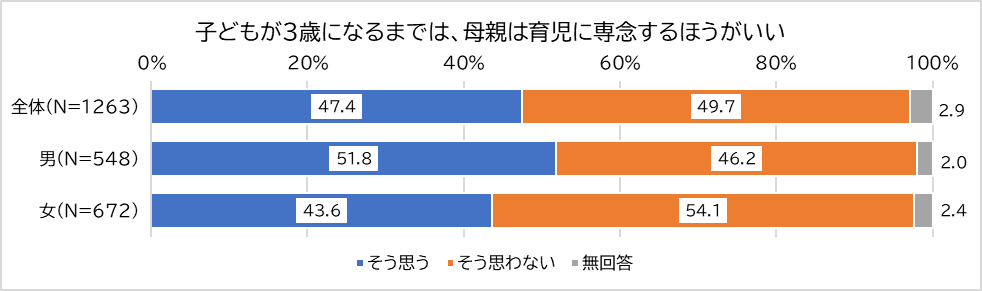 子どもが３歳になるまでは、母親は育児に専念するほうがいい
0% 20% 40% 60% 80% 100%
全体(N=1263) 47.4 49.7 2.9
男(N=548) 51.8 46.2 2.0
女(N=672) 43.6 54.1 2.4
そう思う そう思わない 無回答